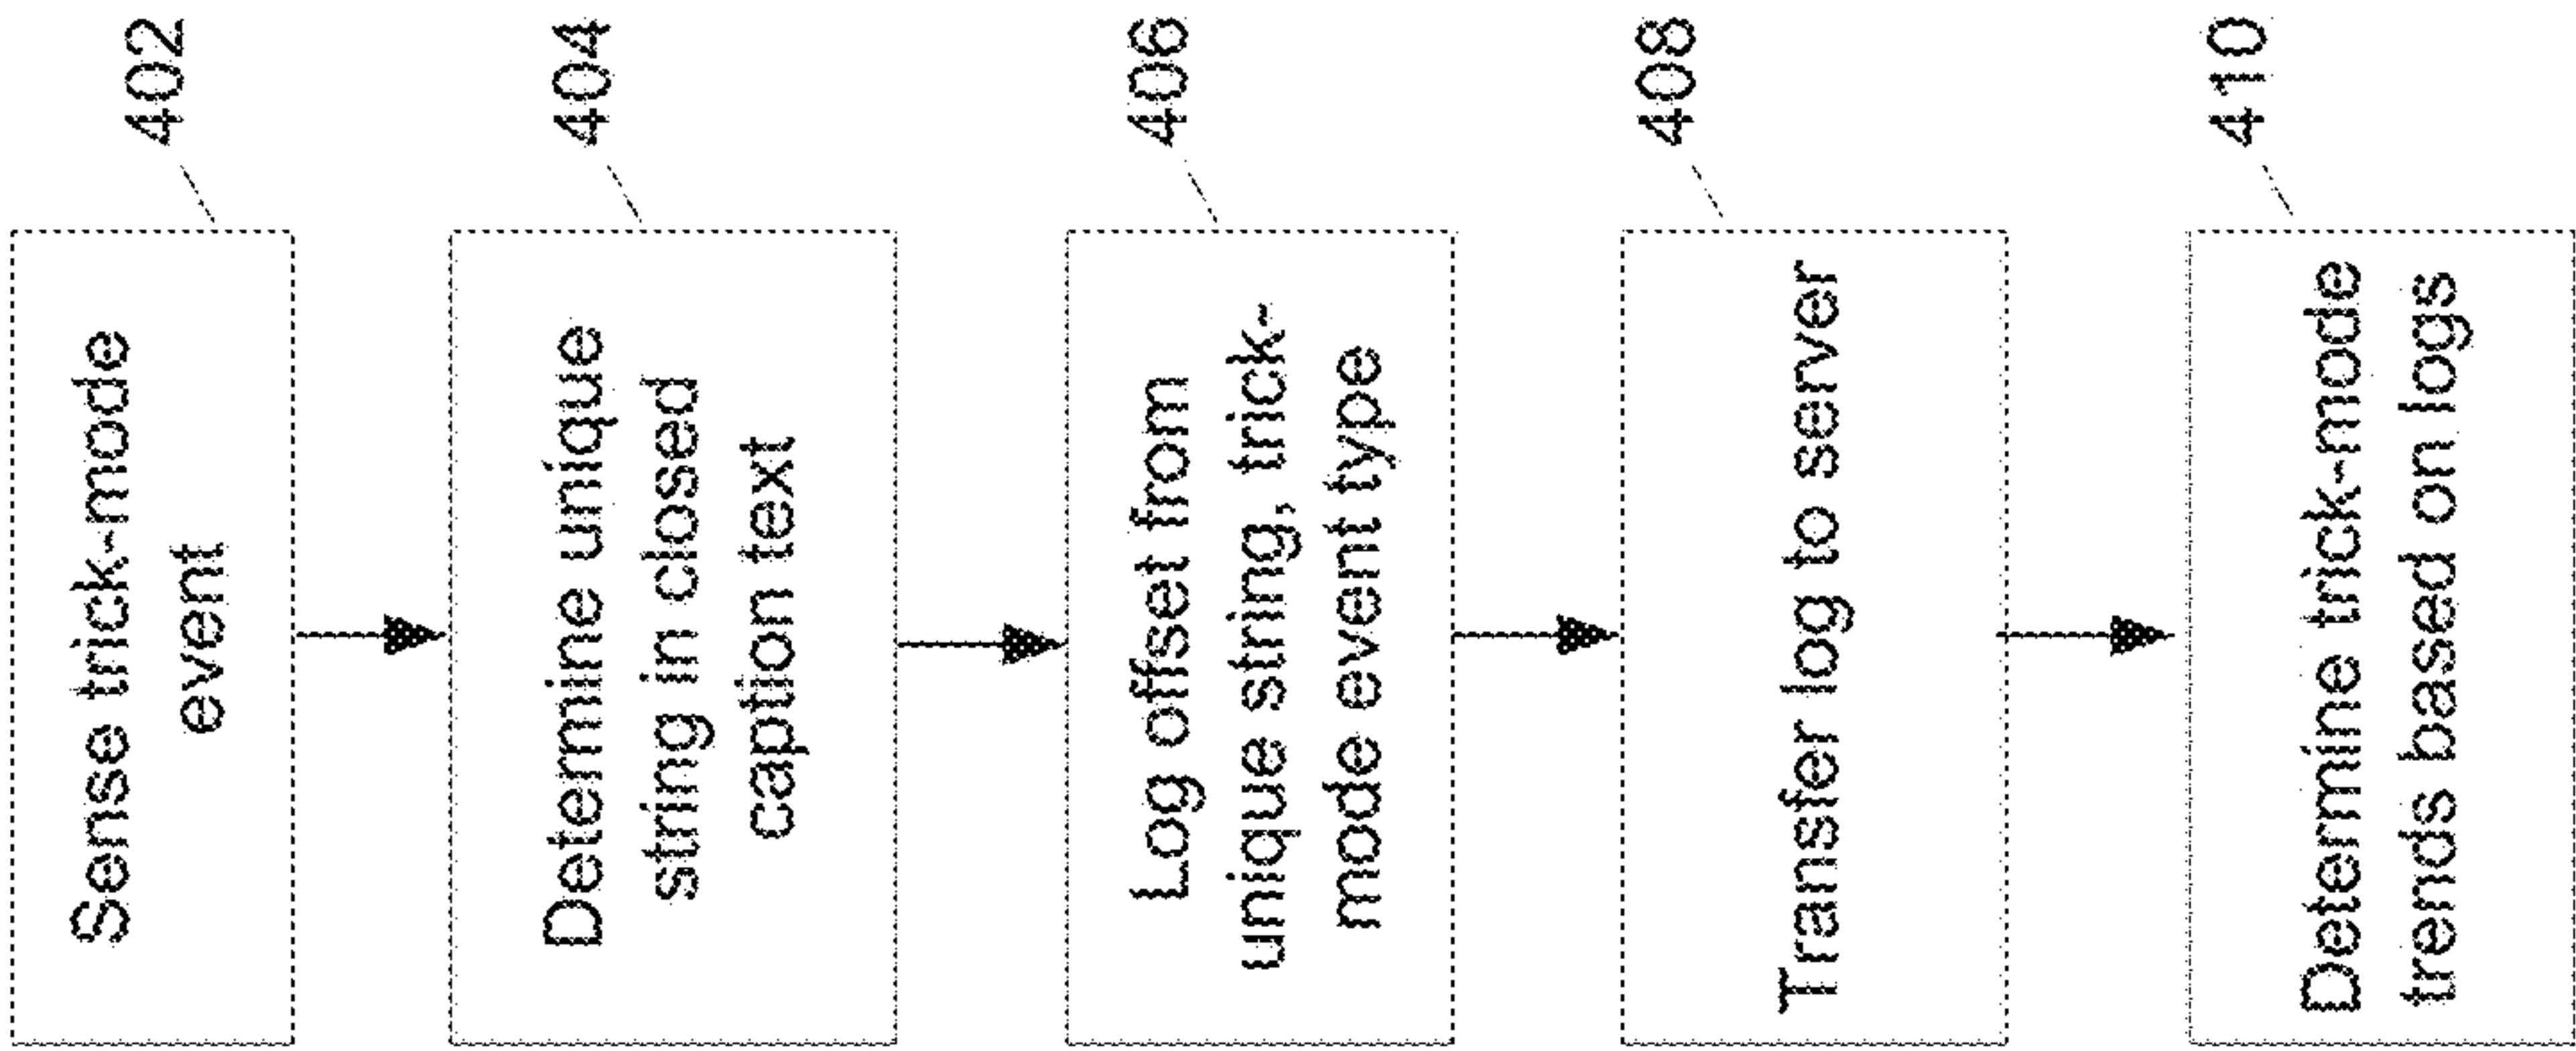 402
Sense trick-mode
event
404
Determine unique
string in closed
caption text
406
Log offset from
unique string, trick-
mode event type
408
Transfer log to server
410
Determine trick-mode
trends based on logs